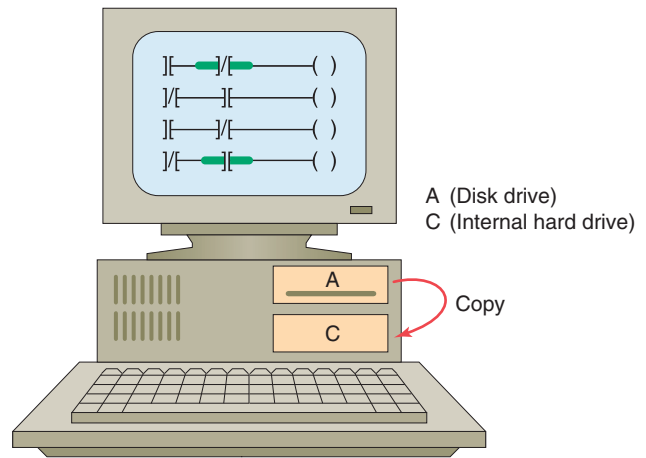 ] [ ]/[ ( )
]/[ ] [ ( )
] [ ]/[ ( )
]/[ ] [ ( )
A (Disk drive)
C (Internal hard drive)
A
Copy
C